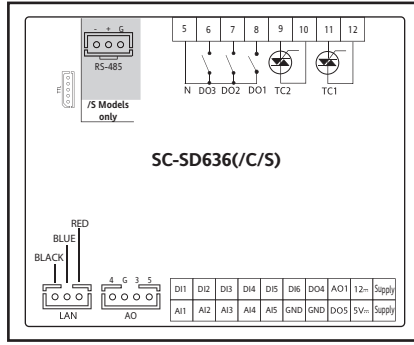 - + G
RS-485
/S Models
only
E
5 6 7 8 9 10 11 12
N DO3 DO2 DO1 TC2 TC1
SC-SD636(/C/S)
RED
BLUE
BLACK
LAN
4 G 3 5
AO
DI1 DI2 DI3 DI4 DI5 DI6 DO4 AO1 12⎓ Supply
AI1 AI2 AI3 AI4 AI5 GND GND DO5 5V⎓ Supply